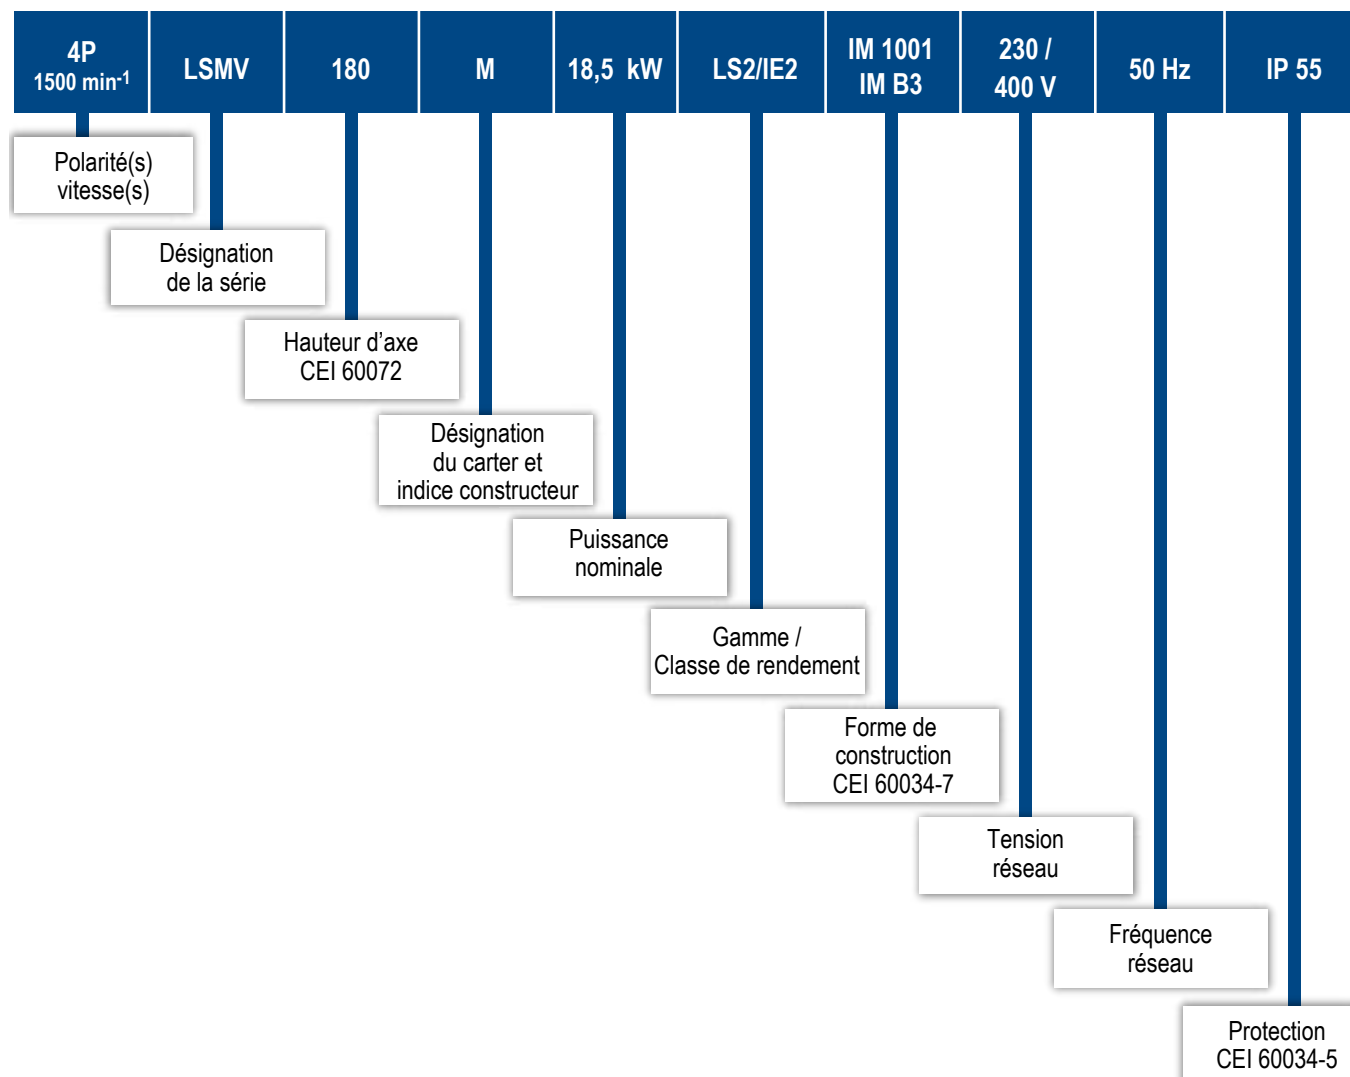 4P
1500 min-1
LSMV
180
M
18,5 kW
LS2/IE2
IM 1001
IM B3
230 /
400 V
50 Hz
IP 55
Polarité(s)
vitesse(s)
Désignation
de la série
Hauteur d’axe
CEI 60072
Désignation
du carter et
indice constructeur
Puissance
nominale
Gamme /
Classe de rendement
Forme de
construction
CEI 60034-7
Tension
réseau
Fréquence
réseau
Protection
CEI 60034-5